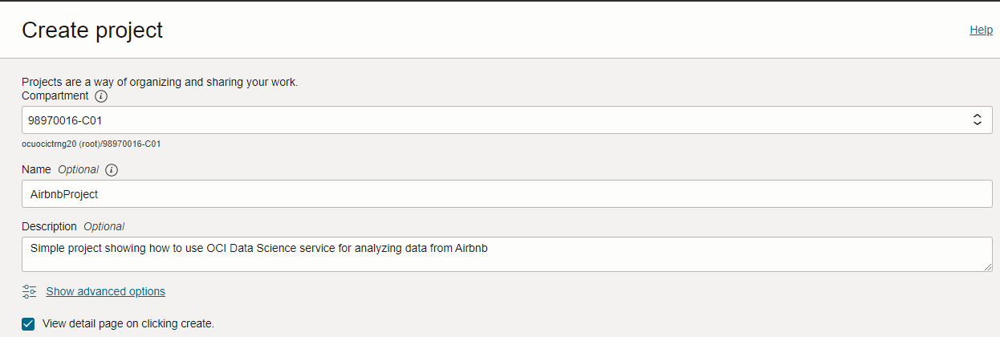 Create project
Help
Projects are a way of organizing and sharing your work.
Compartment
98970016-C01
ocuocictrng20 (root)/98970016-C01
Name Optional
AirbnbProject
Description Optional
Simple project showing how to use OCI Data Science service for analyzing data from Airbnb
Show advanced options
View detail page on clicking create.